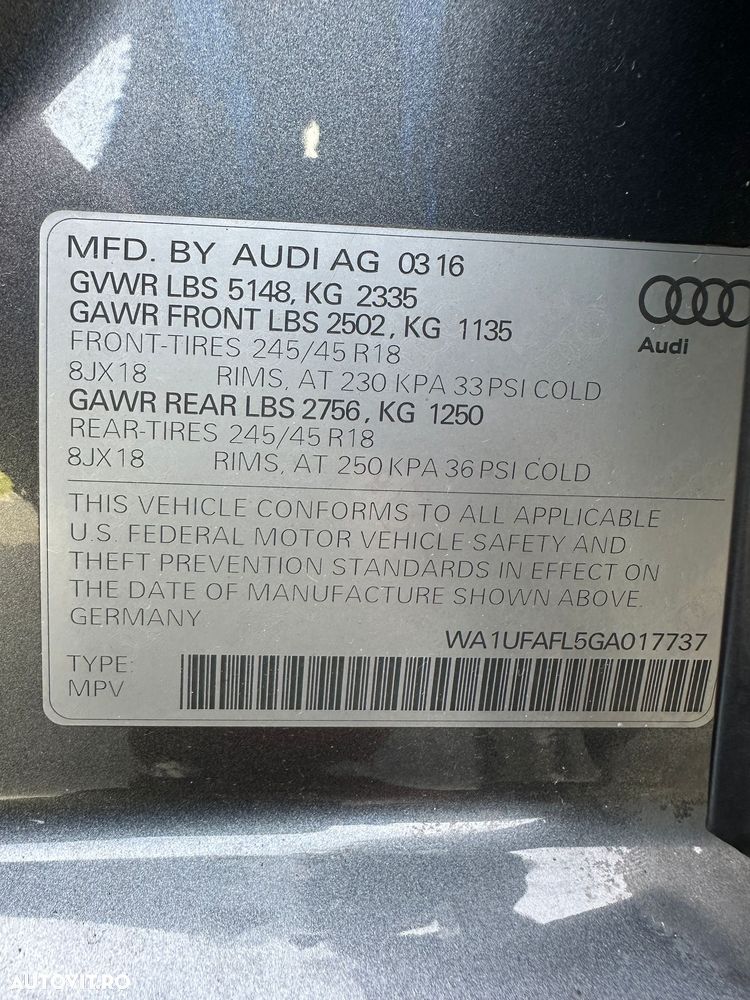 MFD. BY AUDI AG 0316
GVWR LBS 5148, KG 2335
GAWR FRONT LBS 2502, KG 1135
FRONT-TIRES 245/45 R18
8JX18 RIMS, AT 230 KPA 33 PSI COLD
GAWR REAR LBS 2756, KG 1250
REAR-TIRES 245/45 R18
8JX18 RIMS, AT 250 KPA 36 PSI COLD
Audi
THIS VEHICLE CONFORMS TO ALL APPLICABLE
U.S. FEDERAL MOTOR VEHICLE SAFETY AND
THEFT PREVENTION STANDARDS IN EFFECT ON
THE DATE OF MANUFACTURE SHOWN ABOVE.
GERMANY
WA1UFAFL5GA017737
TYPE:
MPV
AUTOVIT.RO